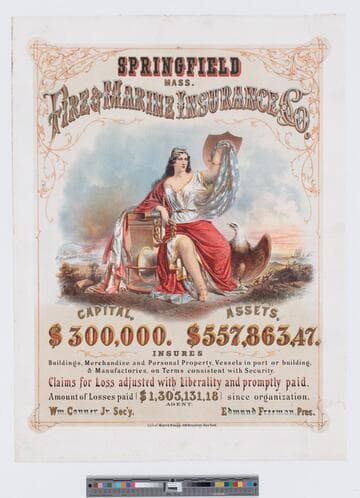 SPRINGFIELD
MASS.
FIRE & MARINE INSURANCE CO.
CAPITAL, ASSETS,
$300,000. $557,863,47.
INSURES
Buildings, Merchandise and Personal Property, Vessels in port or building,
& Manufactories, on Terms consistent with Security.
Claims for Loss adjusted with Liberality and promptly paid.
Amount of Losses paid ($1,305,131,18) since organization.
AGENT.
Wm Conner Jr. Sec'y. Edmund Freeman, Pres.